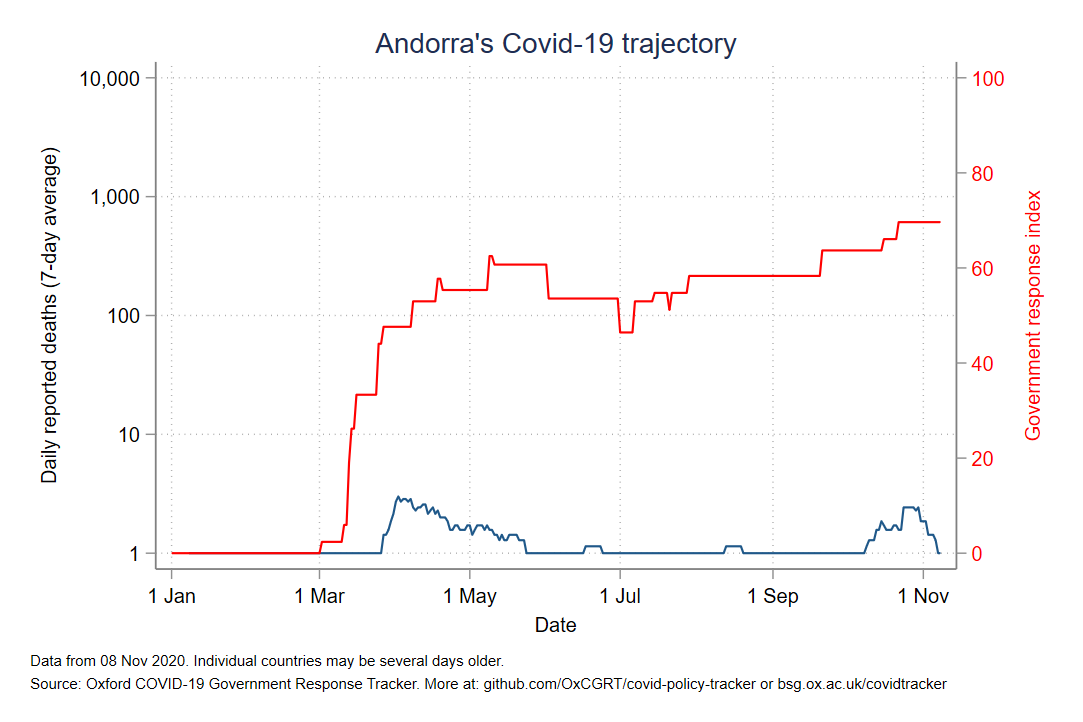 Andorra's Covid-19 trajectory
10,000
1,000
100
10
1
Daily reported deaths (7-day average)
100
80
60
40
20
0
Government response index
1 Jan
1 Mar
1 May
1 Jul
1 Sep
1 Nov
Date
Data from 08 Nov 2020. Individual countries may be several days older.
Source: Oxford COVID-19 Government Response Tracker. More at: github.com/OxCGRT/covid-policy-tracker or bsg.ox.ac.uk/covidtracker